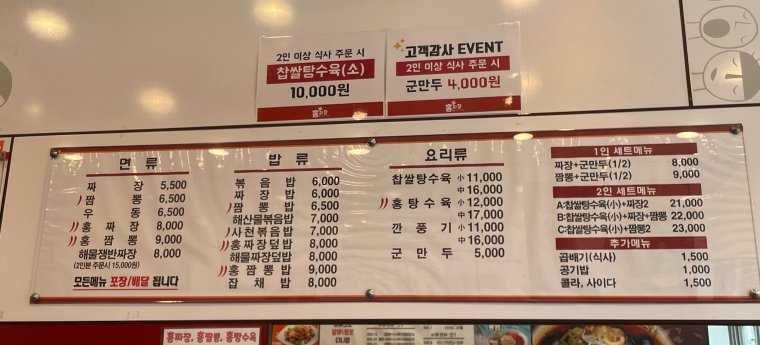 2인 이상 식사 주문 시
찹쌀탕수육(소)
10,000원
홍짜장
고객감사 EVENT
2인 이상 식사 주문 시
군만두 4,000원
홍짜장
면 류
짜 장 5,500
짬 뽕 6,500
우 동 6,500
홍 짜 장 8,000
홍 짬 뽕 9,000
해물쟁반짜장 8,000
(2인분 주문시 15,000원)
모든메뉴 포장/배달 됩니다
밥 류
볶 음 밥 6,000
짜 장 밥 6,000
짬 뽕 밥 6,500
해산물볶음밥 7,000
사천볶음밥 7,000
홍짜장덮밥 8,000
해물짜장덮밥 8,000
홍 짬 뽕 밥 9,000
잡 채 밥 8,000
요리류
찹쌀탕수육 小 11,000
中 16,000
홍탕수육 小 12,000
中 17,000
깐 풍 기 小 11,000
中 16,000
군 만 두 5,000
1인 세트메뉴
짜장+군만두(1/2) 8,000
짬뽕+군만두(1/2) 9,000
2인 세트메뉴
A:찹쌀탕수육(小)+짜장2 21,000
B:찹쌀탕수육(小)+짜장+짬뽕 22,000
C:찹쌀탕수육(小)+짬뽕2 23,000
추가메뉴
곱배기(식사) 1,500
공기밥 1,000
콜라, 사이다 1,500
홍짜장, 홍짬뽕, 홍탕수육